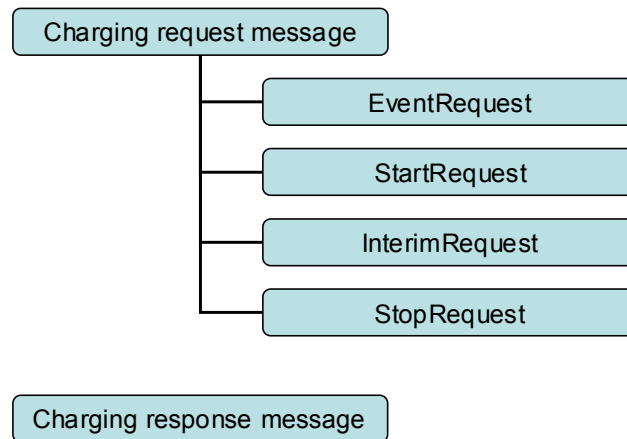 Charging request message
EventRequest
StartRequest
InterimRequest
StopRequest
Charging response message